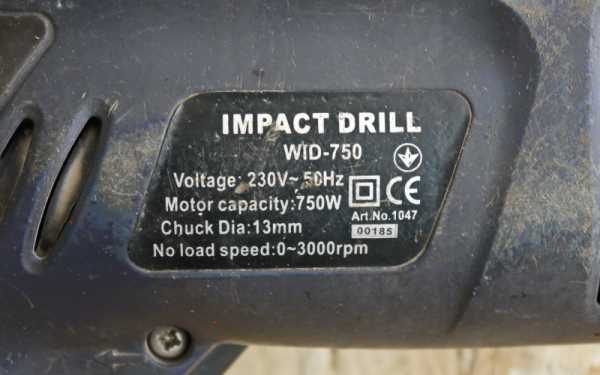 IMPACT DRILL
WID-750
Voltage: 230V~ 50Hz
Motor capacity:750W
CE
Art.No.1047
Chuck Dia:13mm
00185
No load speed:0~3000rpm